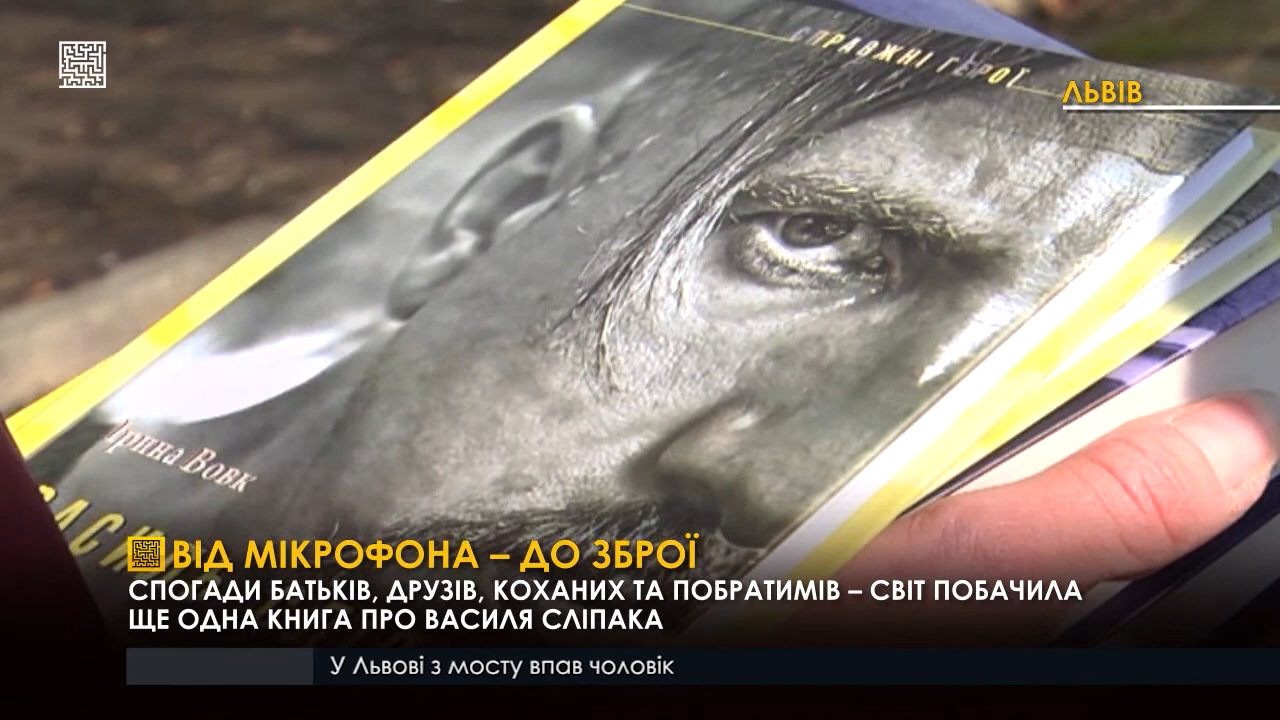 СПРАВЖНІ ГЕРОЇ
ЛЬВІВ
Ірина Вовк
ВІД МІКРОФОНА – ДО ЗБРОЇ
СПОГАДИ БАТЬКІВ, ДРУЗІВ, КОХАНИХ ТА ПОБРАТИМІВ – СВІТ ПОБАЧИЛА
ЩЕ ОДНА КНИГА ПРО ВАСИЛЯ СЛІПАКА
У Львові з мосту впав чоловік